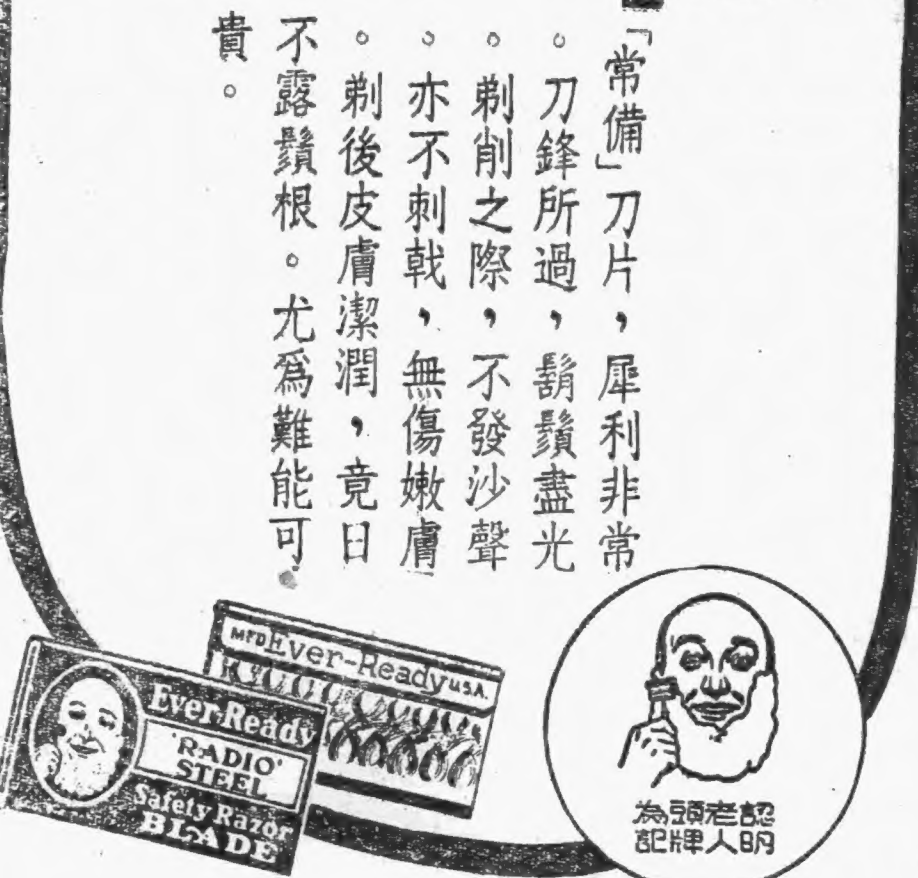 「常備」刀片，犀利非常
。刀鋒所過，鬍鬚盡光
。剃削之際，不發沙聲
。亦不刺戟，無傷嫩膚
。剃後皮膚潔潤，竟日
不露鬚根。尤爲難能可
貴。
MFD Ever-Ready U.S.A.
Ever-Ready
'RADIO'
STEEL
Safety Razor
BLADE
認明
老人
頭牌
為記